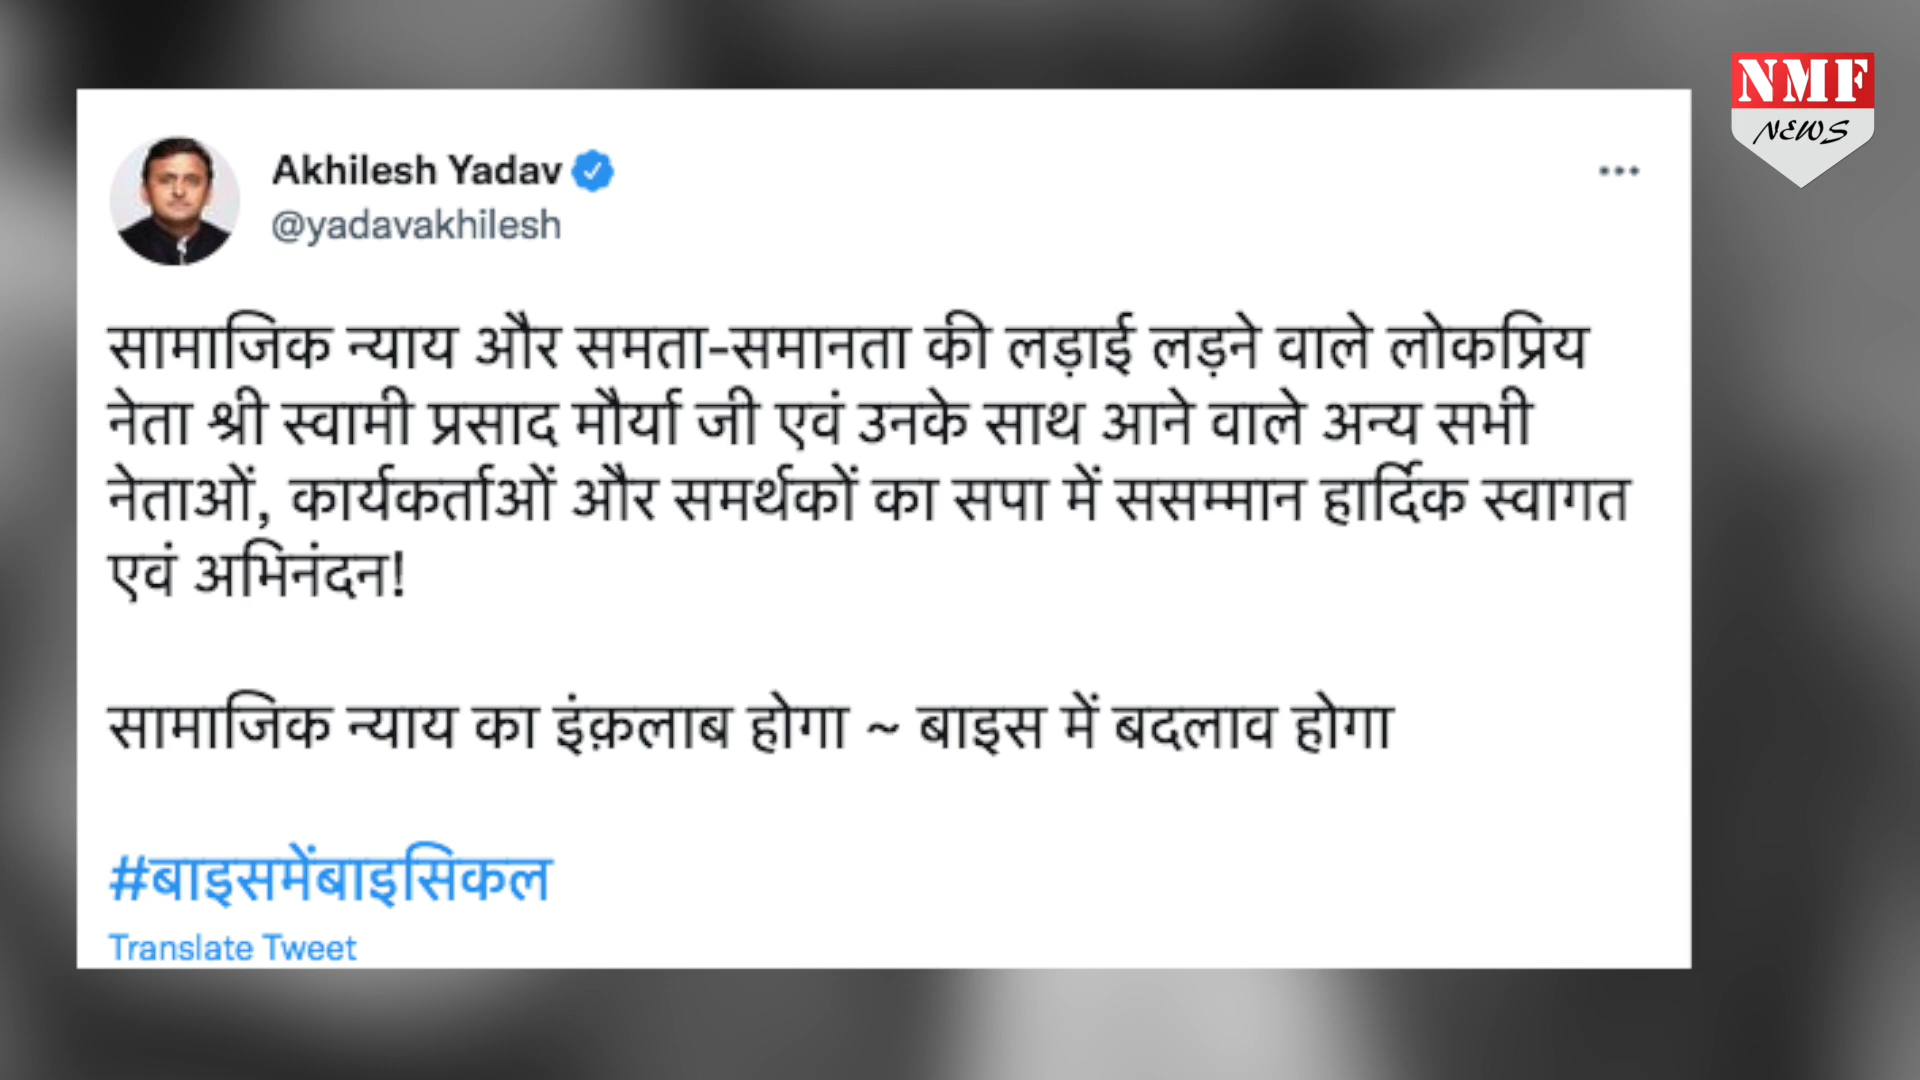 NMF
NEWS
Akhilesh Yadav
@yadavakhilesh
सामाजिक न्याय और समता-समानता की लड़ाई लड़ने वाले लोकप्रिय
नेता श्री स्वामी प्रसाद मौर्या जी एवं उनके साथ आने वाले अन्य सभी
नेताओं, कार्यकर्ताओं और समर्थकों का सपा में ससम्मान हार्दिक स्वागत
एवं अभिनंदन!
सामाजिक न्याय का इंक़लाब होगा ~ बाइस में बदलाव होगा
#बाइसमेंबाइसिकल
Translate Tweet